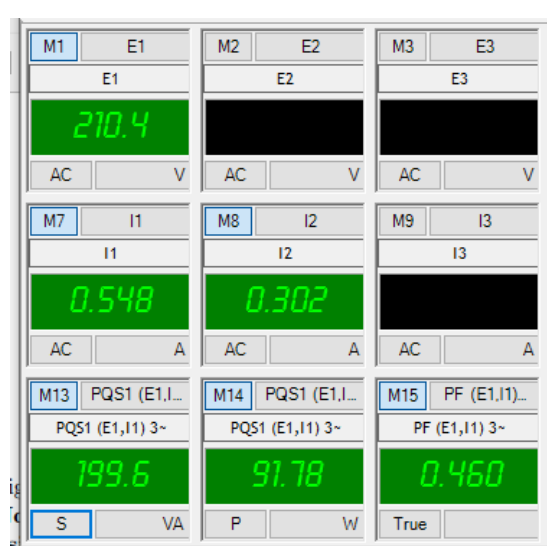 M1 E1 M2 E2 M3 E3
E1 E2 E3
210.4
AC V AC V AC V
M7 I1 M8 I2 M9 I3
I1 I2 I3
0.548 0.302
AC A AC A AC A
M13 PQS1 (E1,I... M14 PQS1 (E1,I... M15 PF (E1,I1)...
PQS1 (E1,I1) 3~ PQS1 (E1,I1) 3~ PF (E1,I1) 3~
199.6 91.78 0.460
S VA P W True